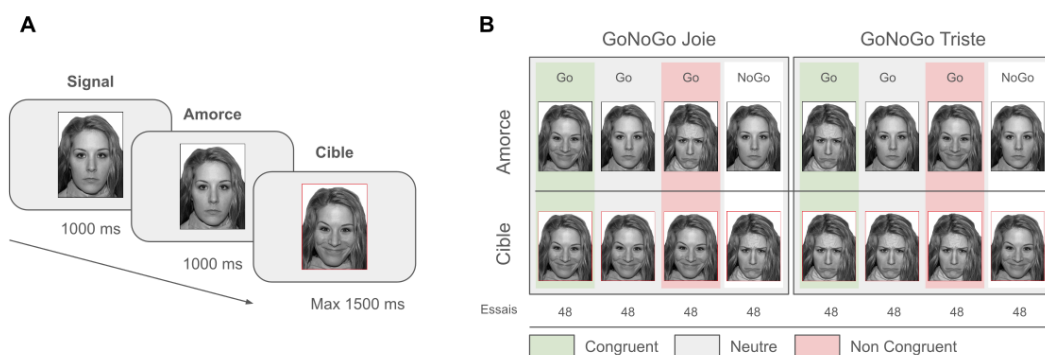 A
Signal
Amorce
Cible
1000 ms
1000 ms
Max 1500 ms
B
GoNoGo Joie GoNoGo Triste
Go Go Go NoGo Go Go Go NoGo
Amorce
Cible
Essais 48 48 48 48 48 48 48 48
Congruent Neutre Non Congruent